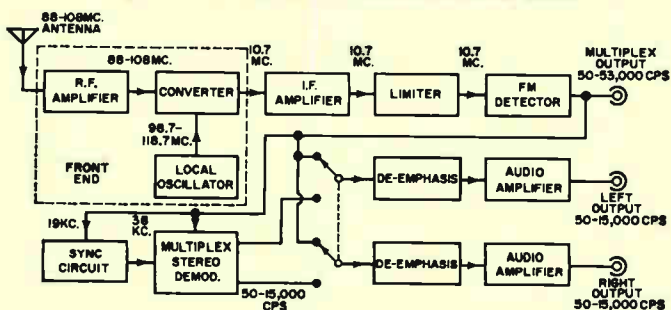 88-108MC.
ANTENNA
R.F.
AMPLIFIER
88-108MC.
CONVERTER
10.7
MC.
I.F.
AMPLIFIER
10.7
MC.
LIMITER
10.7
MC.
FM
DETECTOR
MULTIPLEX
OUTPUT
50-53,000 CPS
98.7-
118.7MC.
FRONT
END
LOCAL
OSCILLATOR
DE-EMPHASIS
AUDIO
AMPLIFIER
LEFT
OUTPUT
50-15,000 CPS
19KC.
SYNC
CIRCUIT
38
KC.
MULTIPLEX
STEREO
DEMOD.
50-15,000
CPS
DE-EMPHASIS
AUDIO
AMPLIFIER
RIGHT
OUTPUT
50-15,000 CPS